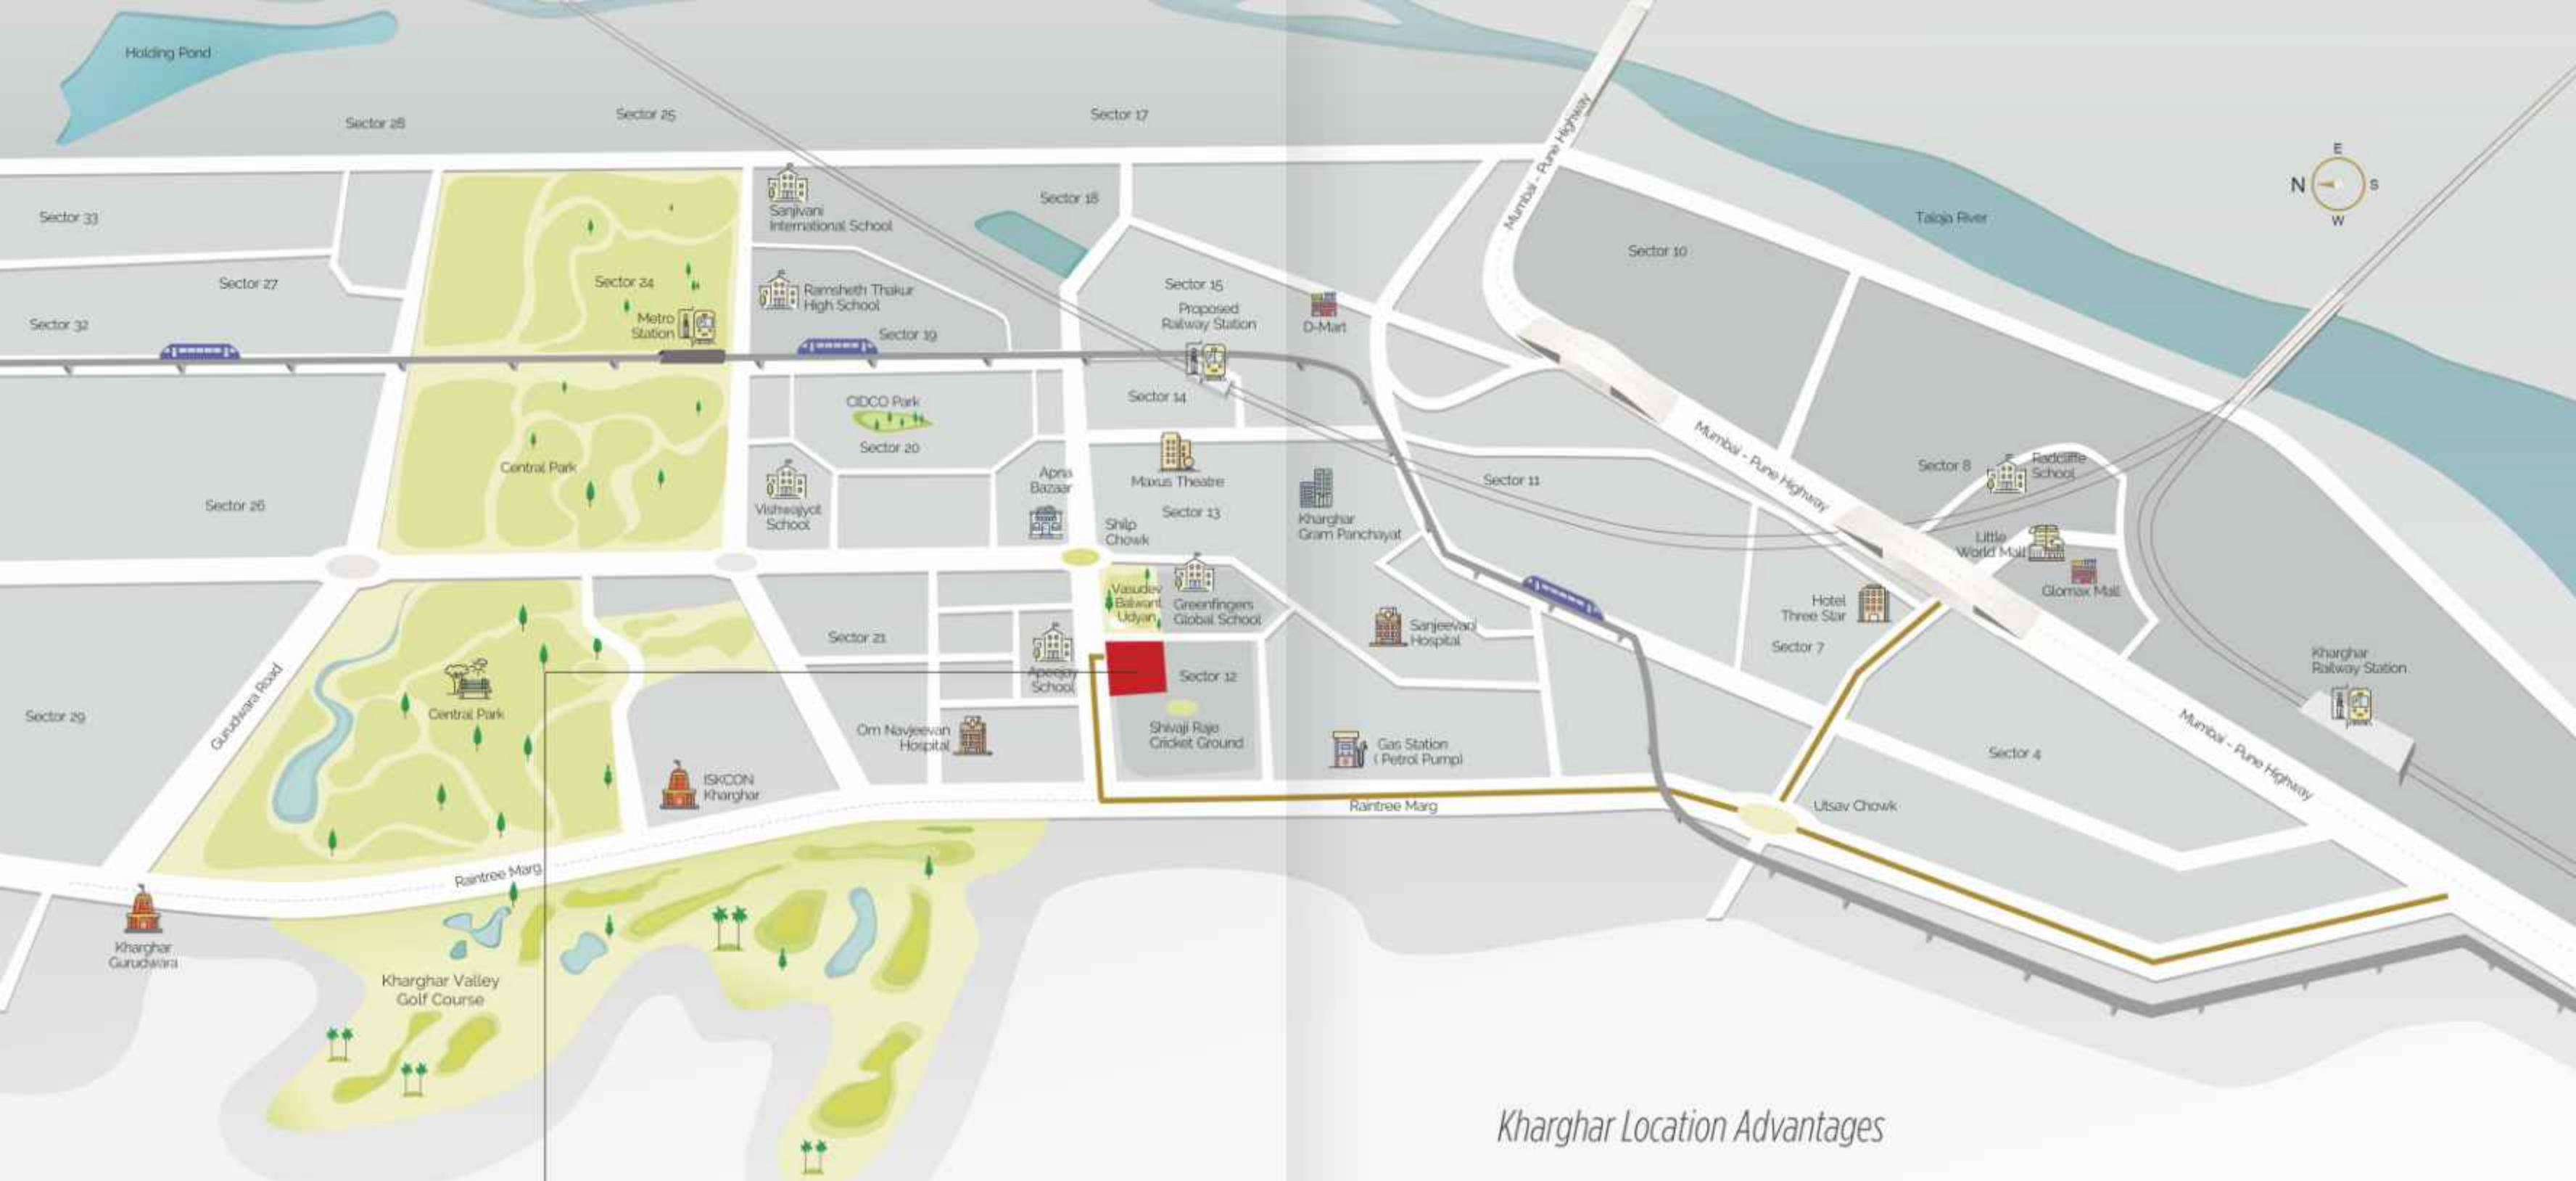 Holding Pond
Sector 28
Sector 25
Sector 17
Mumbai - Pune Highway
E
N
S
W
Sector 33
Sanjivani
International School
Sector 18
Taloja River
Sector 10
Sector 27
Sector 24
Ramsheth Thakur
High School
Sector 15
Proposed
Railway Station
D-Mart
Sector 32
Metro
Station
Sector 19
CIDCO Park
Sector 14
Sector 20
Mumbai - Pune Highway
Central Park
Apna
Bazaar
Maxus Theatre
Sector 11
Sector 8
Radcliffe
School
Sector 26
Vishwajyot
School
Shilp
Chowk
Sector 13
Kharghar
Gram Panchayat
Little
World Mall
Glomax Mall
Vasudev
Balwant
Udyan
Greenfingers
Global School
Hotel
Three Star
Sector 21
Sanjeevani
Hospital
Sector 7
Kharghar
Railway Station
Gurudwara Road
Apeejay
School
Sector 12
Sector 29
Central Park
Om Navjeevan
Hospital
Shivaji Raje
Cricket Ground
Gas Station
( Petrol Pump)
Sector 4
Mumbai - Pune Highway
ISKCON
Kharghar
Raintree Marg
Utsav Chowk
Raintree Marg
Kharghar
Gurudwara
Kharghar Valley
Golf Course
Kharghar Location Advantages